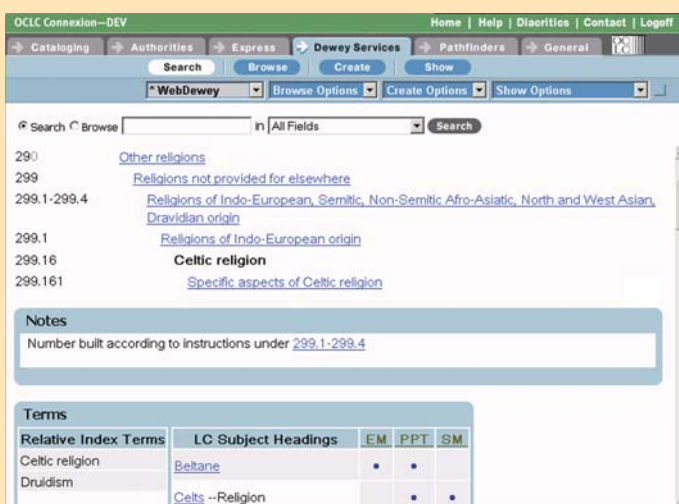 OCLC Connexion—DEV Home | Help | Diacritics | Contact | Logoff
Cataloging Authorities Express Dewey Services Pathfinders General OCLC
Search Browse Create Show
*WebDewey Browse Options Create Options Show Options
Search Browse in All Fields Search
290 Other religions
299 Religions not provided for elsewhere
299.1-299.4 Religions of Indo-European, Semitic, Non-Semitic Afro-Asiatic, North and West Asian,
Dravidian origin
299.1 Religions of Indo-European origin
299.16 Celtic religion
299.161 Specific aspects of Celtic religion
Notes
Number built according to instructions under 299.1-299.4
Terms
Relative Index Terms LC Subject Headings EM PPT SM
Celtic religion Beltane • •
Druidism
Celts --Religion • •